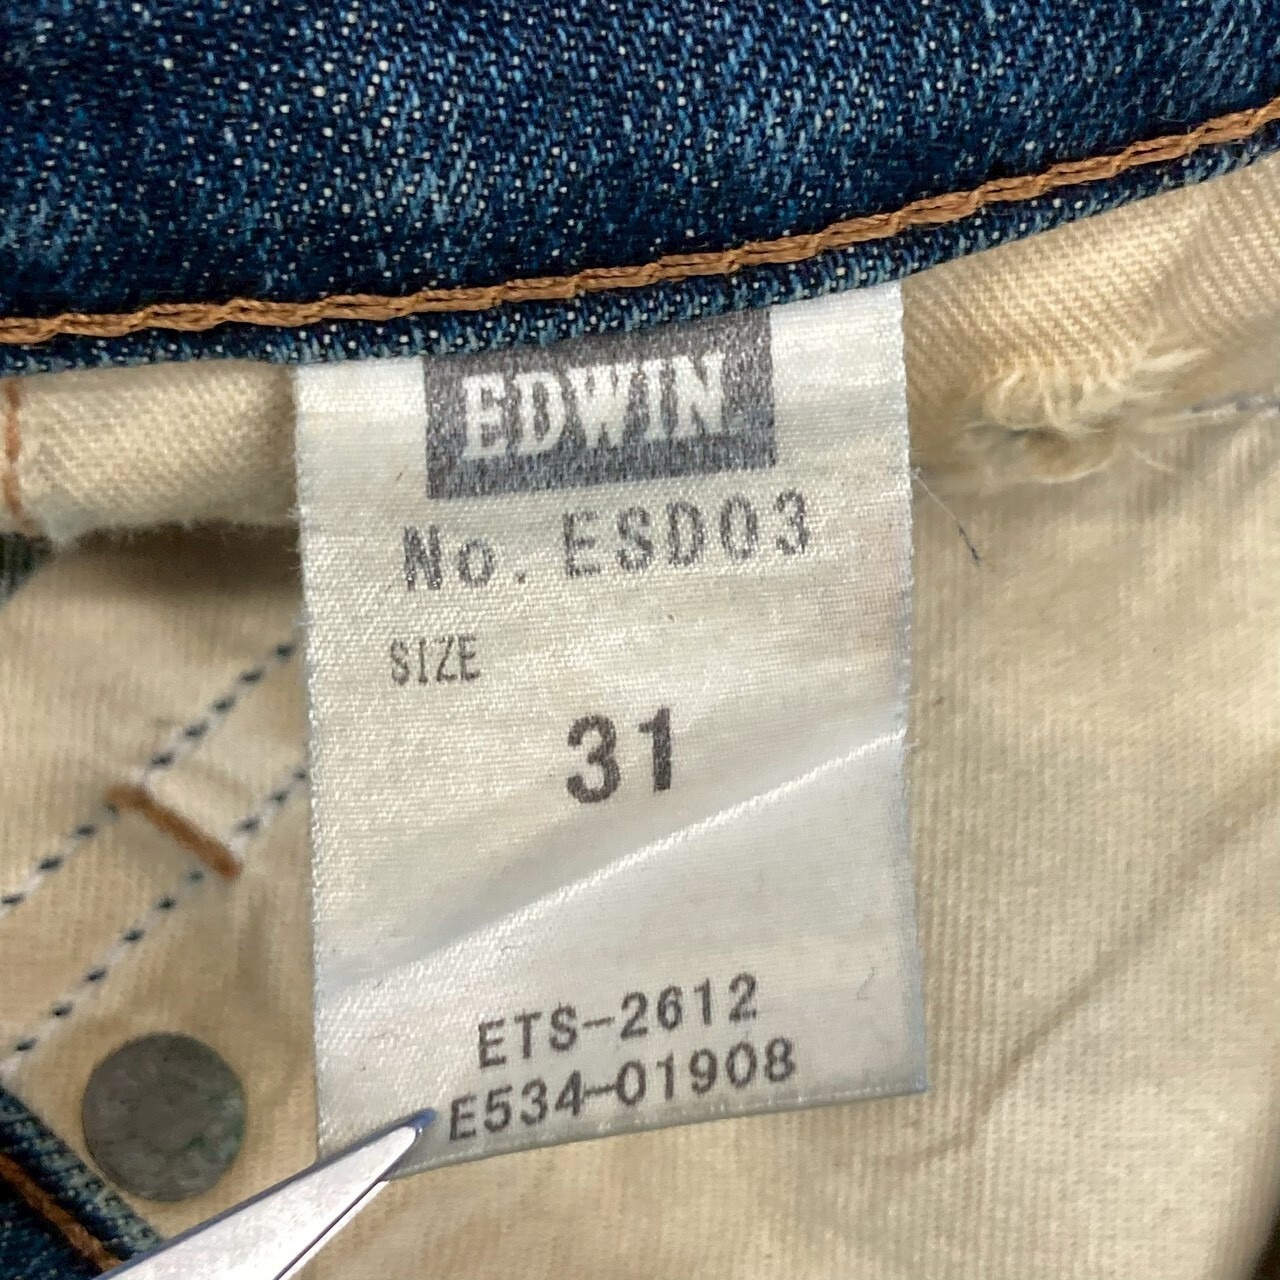 EDWIN
No. ESD03
SIZE
31
ETS-2612
E534-01908